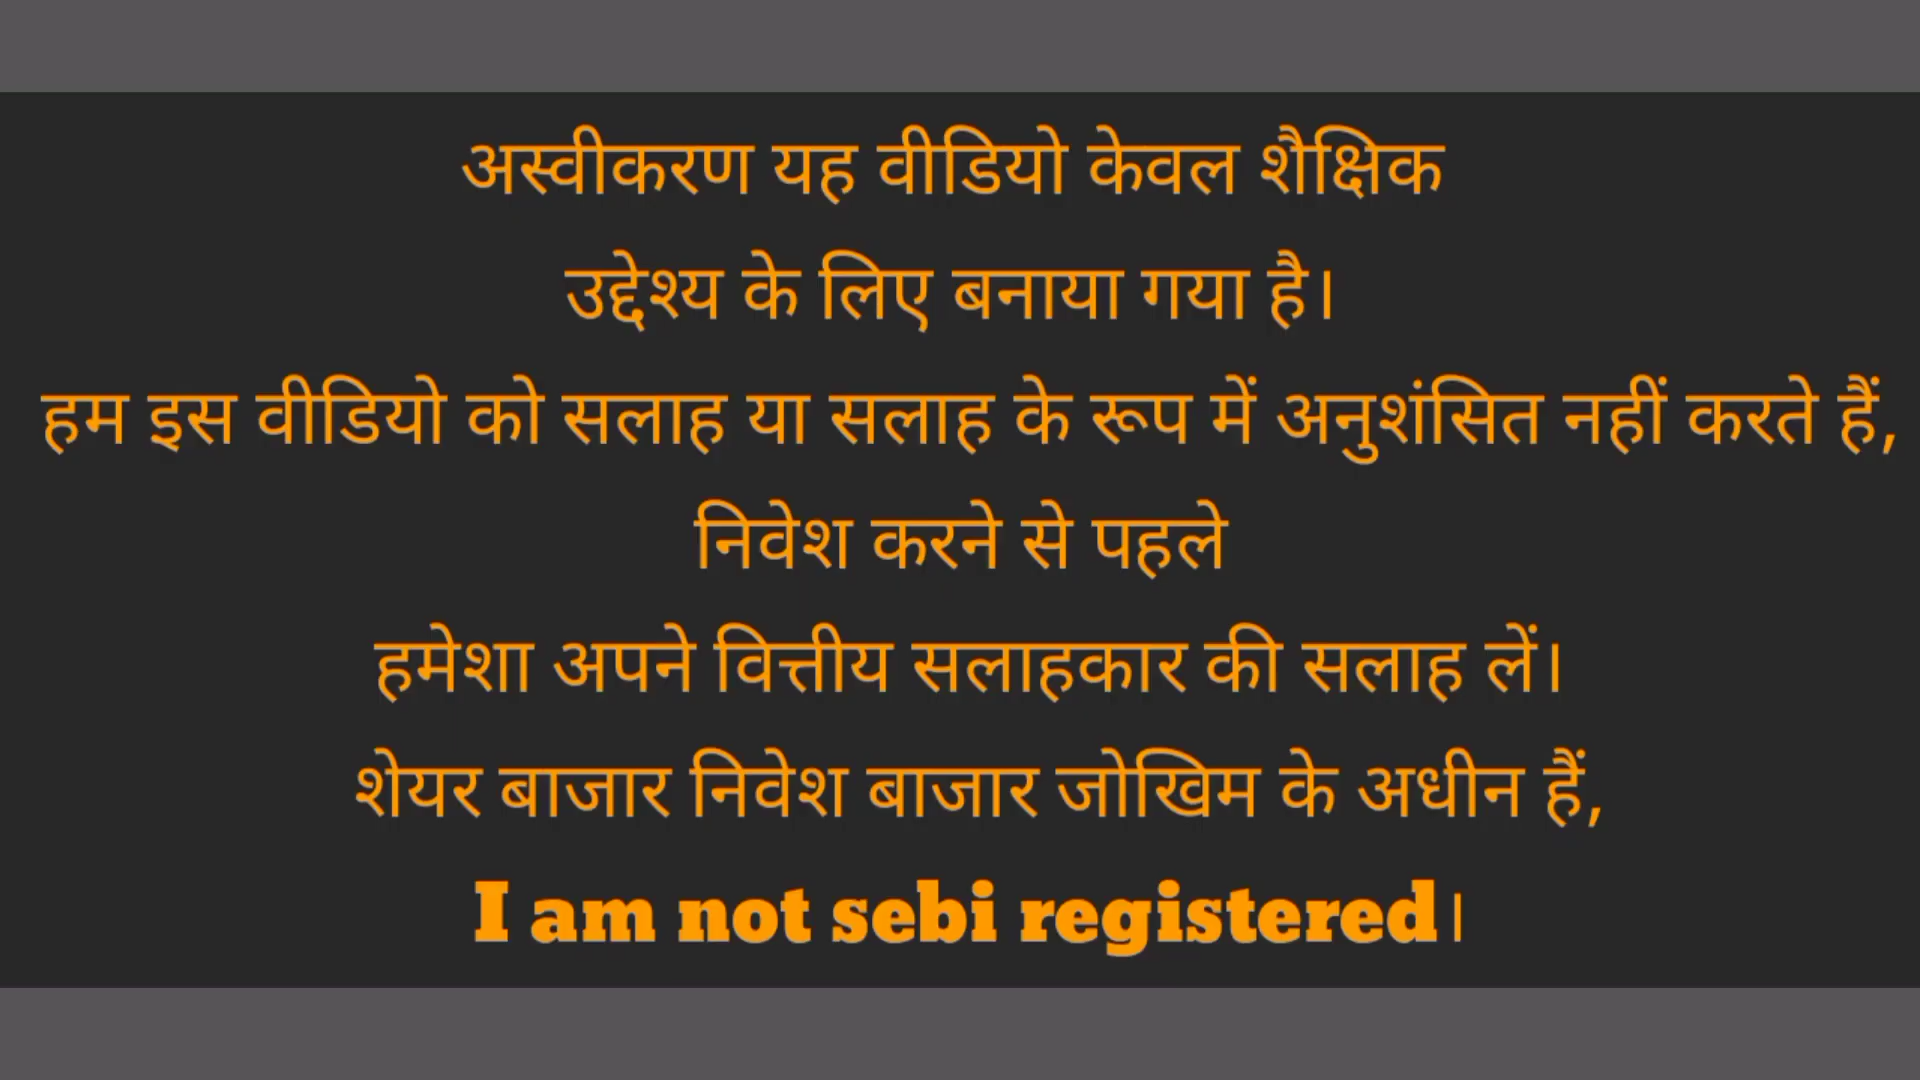 अस्वीकरण यह वीडियो केवल शैक्षिक
उद्देश्य के लिए बनाया गया है।
हम इस वीडियो को सलाह या सलाह के रूप में अनुशंसित नहीं करते हैं,
निवेश करने से पहले
हमेशा अपने वित्तीय सलाहकार की सलाह लें।
शेयर बाजार निवेश बाजार जोखिम के अधीन हैं,
I am not sebi registered।